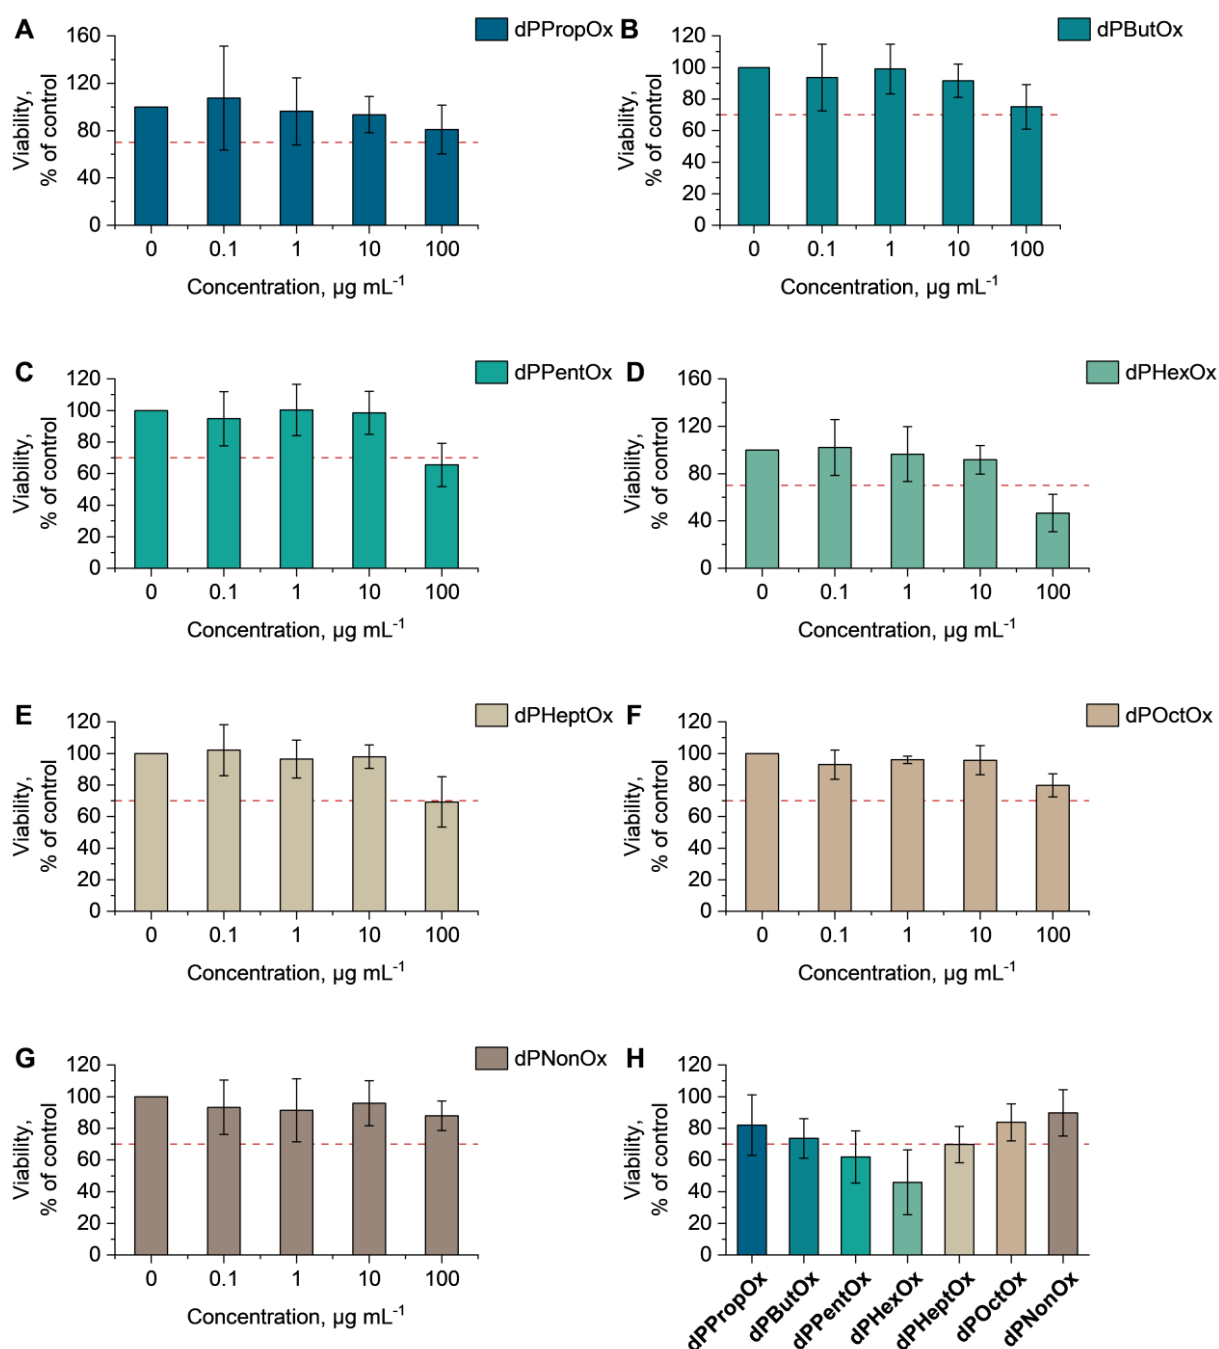 A
dPPropOx
160
120
80
40
0
Viability,
% of control
0 0.1 1 10 100
Concentration, µg mL⁻¹
B
dPButOx
120
100
80
60
40
20
0
Viability,
% of control
0 0.1 1 10 100
Concentration, µg mL⁻¹
C
dPPentOx
120
100
80
60
40
20
0
Viability,
% of control
0 0.1 1 10 100
Concentration, µg mL⁻¹
D
dPHexOx
160
120
80
40
0
Viability,
% of control
0 0.1 1 10 100
Concentration, µg mL⁻¹
E
dPHeptOx
120
100
80
60
40
20
0
Viability,
% of control
0 0.1 1 10 100
Concentration, µg mL⁻¹
F
dPOctOx
120
100
80
60
40
20
0
Viability,
% of control
0 0.1 1 10 100
Concentration, µg mL⁻¹
G
dPNonOx
120
100
80
60
40
20
0
Viability,
% of control
0 0.1 1 10 100
Concentration, µg mL⁻¹
H
120
100
80
60
40
20
0
Viability,
% of control
dPPropOx
dPButOx
dPPentOx
dPHexOx
dPHeptOx
dPOctOx
dPNonOx